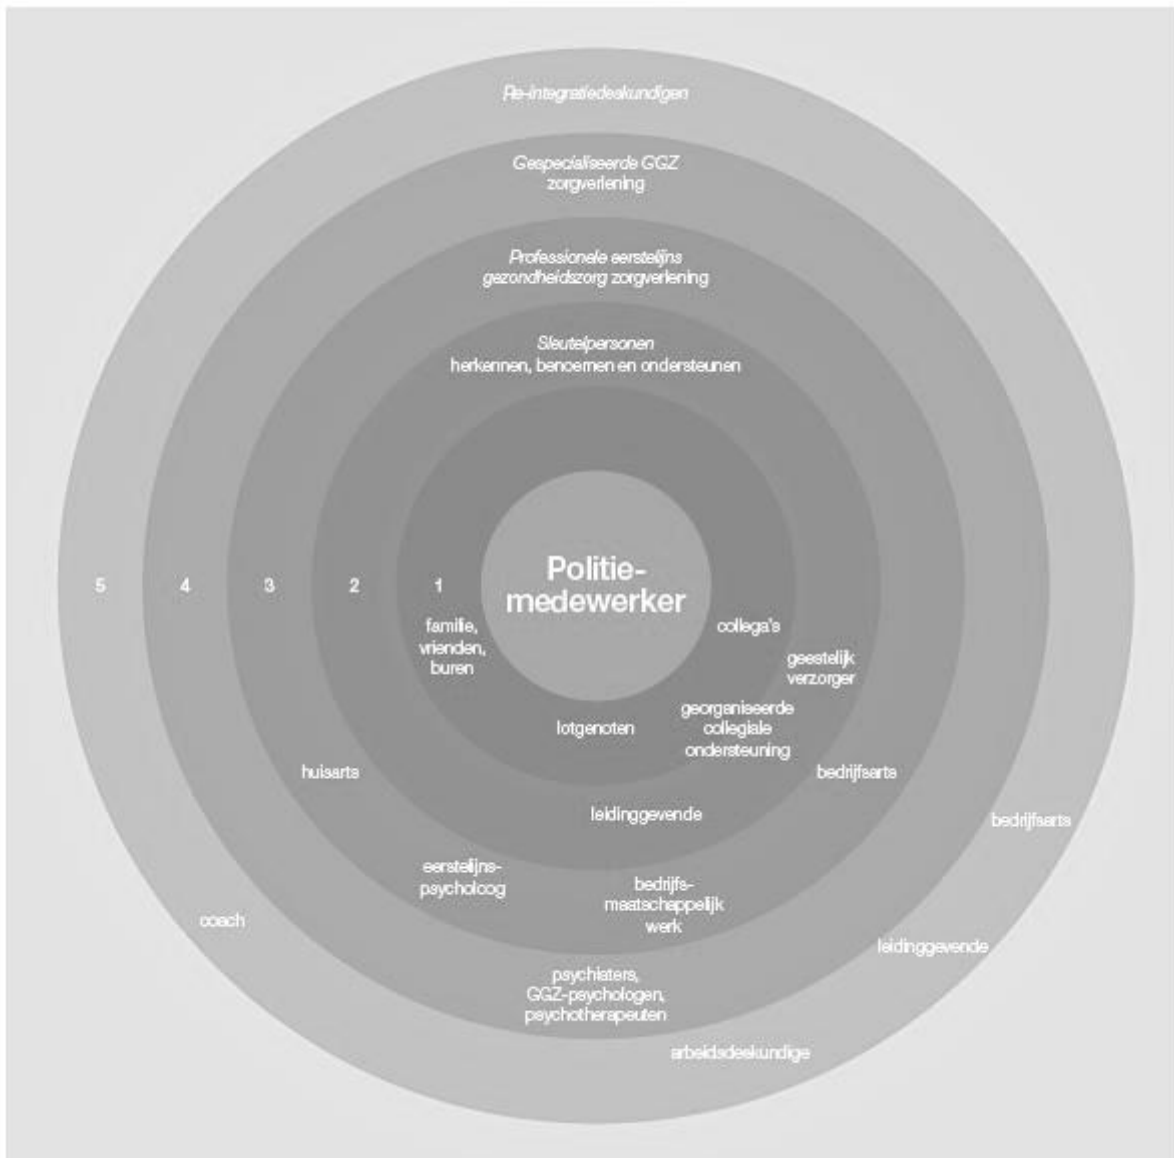 Re-integratiedeskundigen
Gespecialiseerde GGZ
zorgverlening
Professionele eerstelijns
gezondheidszorg zorgverlening
Sleutelpersonen
herkennen, benoemen en ondersteunen
5
4
3
2
1
Politie-
medewerker
familie,
vrienden,
buren
collega's
geestelijk
verzorger
lotgenoten
georganiseerde
collegiale
ondersteuning
huisarts
bedrijfsarts
leidinggevende
bedrijfsarts
eerstelijns-
psycholoog
bedrijfs-
maatschappelijk
werk
coach
leidinggevende
psychiaters,
GGZ-psychologen,
psychotherapeuten
arbeidsdeskundige